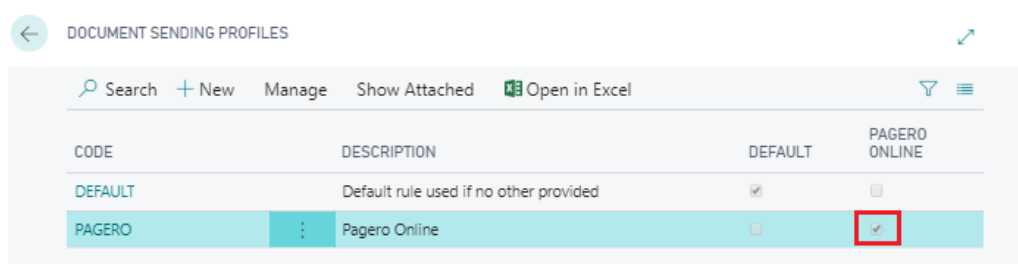 DOCUMENT SENDING PROFILES
Search New Manage Show Attached Open in Excel
CODE DESCRIPTION DEFAULT PAGERO ONLINE
DEFAULT Default rule used if no other provided
PAGERO Pagero Online